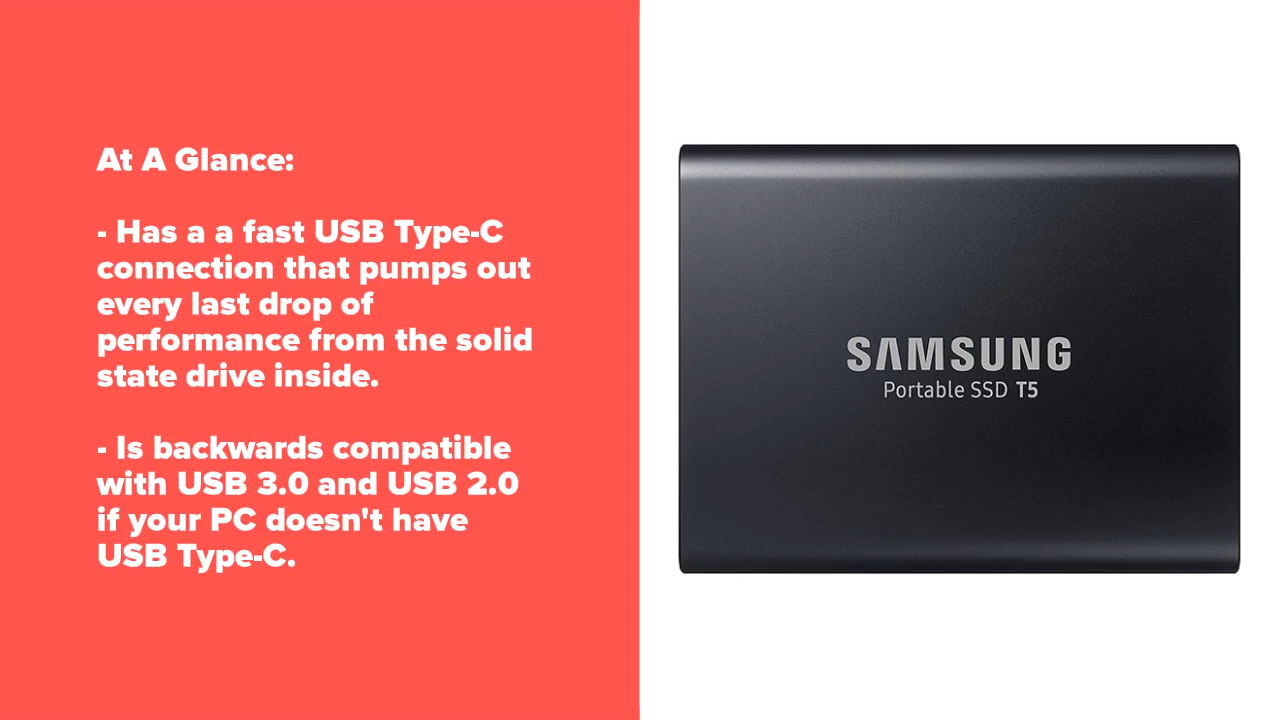 At A Glance:
- Has a a fast USB Type-C
connection that pumps out
every last drop of
performance from the solid
state drive inside.
- Is backwards compatible
with USB 3.0 and USB 2.0
if your PC doesn't have
USB Type-C.
SAMSUNG
Portable SSD T5